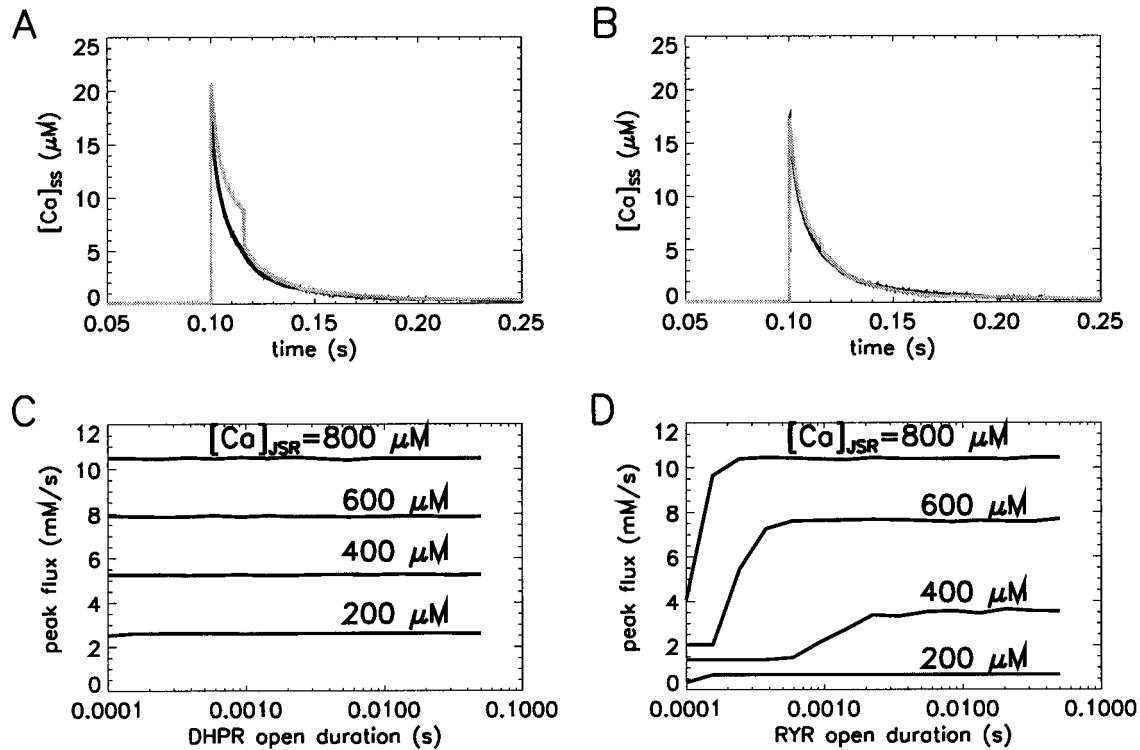 A
[Ca]ss (µM)
25
20
15
10
5
0
0.05 0.10 0.15 0.20 0.25
time (s)
B
[Ca]ss (µM)
25
20
15
10
5
0
0.05 0.10 0.15 0.20 0.25
time (s)
C
peak flux (mM/s)
12
10
8
6
4
2
0
[Ca]JSR=800 µM
600 µM
400 µM
200 µM
0.0001 0.0010 0.0100 0.1000
DHPR open duration (s)
D
peak flux (mM/s)
12
10
8
6
4
2
0
[Ca]JSR=800 µM
600 µM
400 µM
200 µM
0.0001 0.0010 0.0100 0.1000
RYR open duration (s)